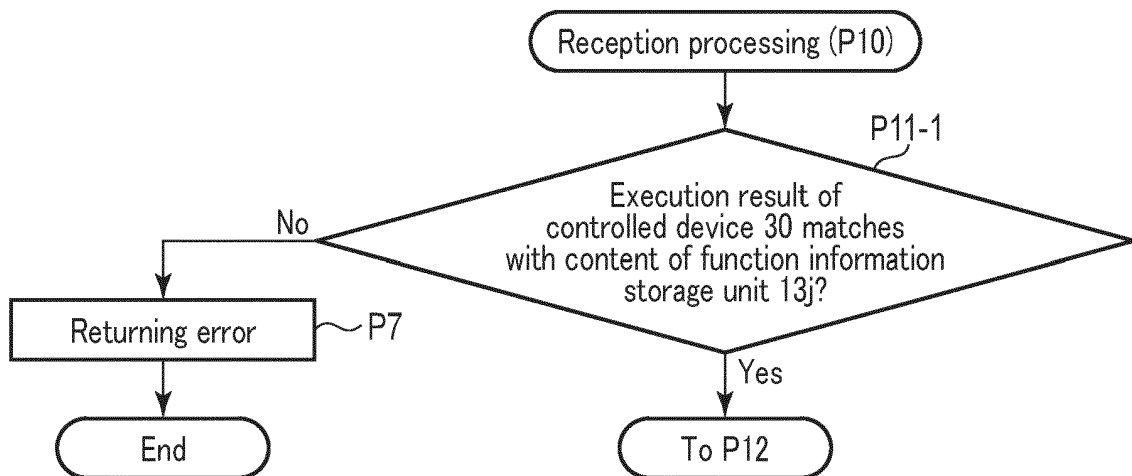 Reception processing (P10)
P11-1
Execution result of
controlled device 30 matches
with content of function information
storage unit 13j?
No
Returning error
P7
Yes
End
To P12